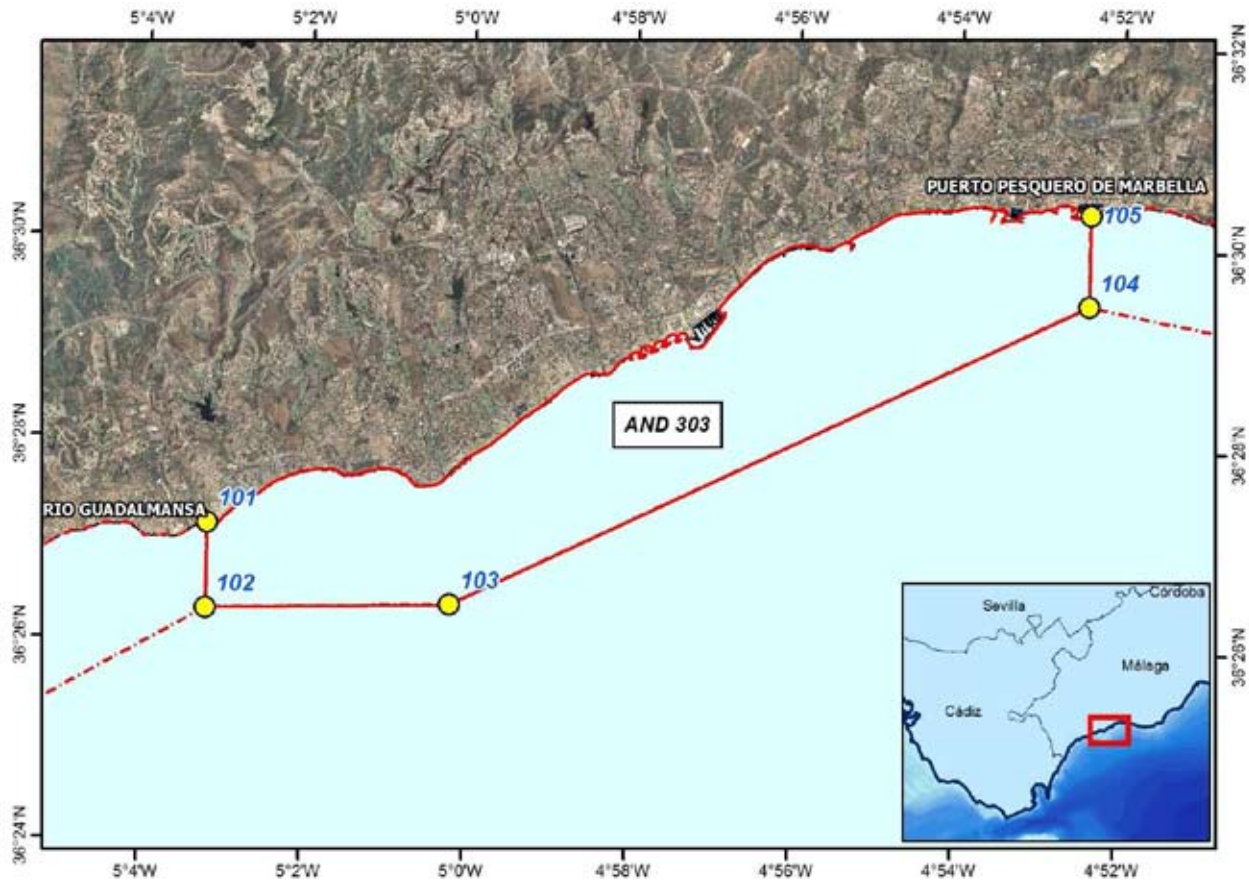 5°4'W 5°2'W 5°0'W 4°58'W 4°56'W 4°54'W 4°52'W
36°32'N
PUERTO PESQUERO DE MARBELLA
36°30'N
105
36°30'N
104
AND 303
36°28'N
36°28'N
RIO GUADALMANSA
101
102
103
36°26'N
36°26'N
Córdoba
Sevilla
Málaga
Cádiz
36°24'N
5°4'W 5°2'W 5°0'W 4°58'W 4°56'W 4°54'W 4°52'W